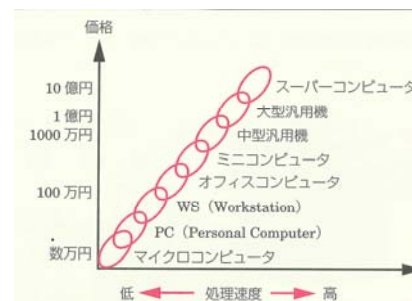 価格
10 億円
スーパーコンピュータ
1 億円
大型汎用機
1000 万円
中型汎用機
ミニコンピュータ
オフィスコンピュータ
100 万円
WS（Workstation）
PC（Personal Computer）
数万円
マイクロコンピュータ
低 処理速度 高